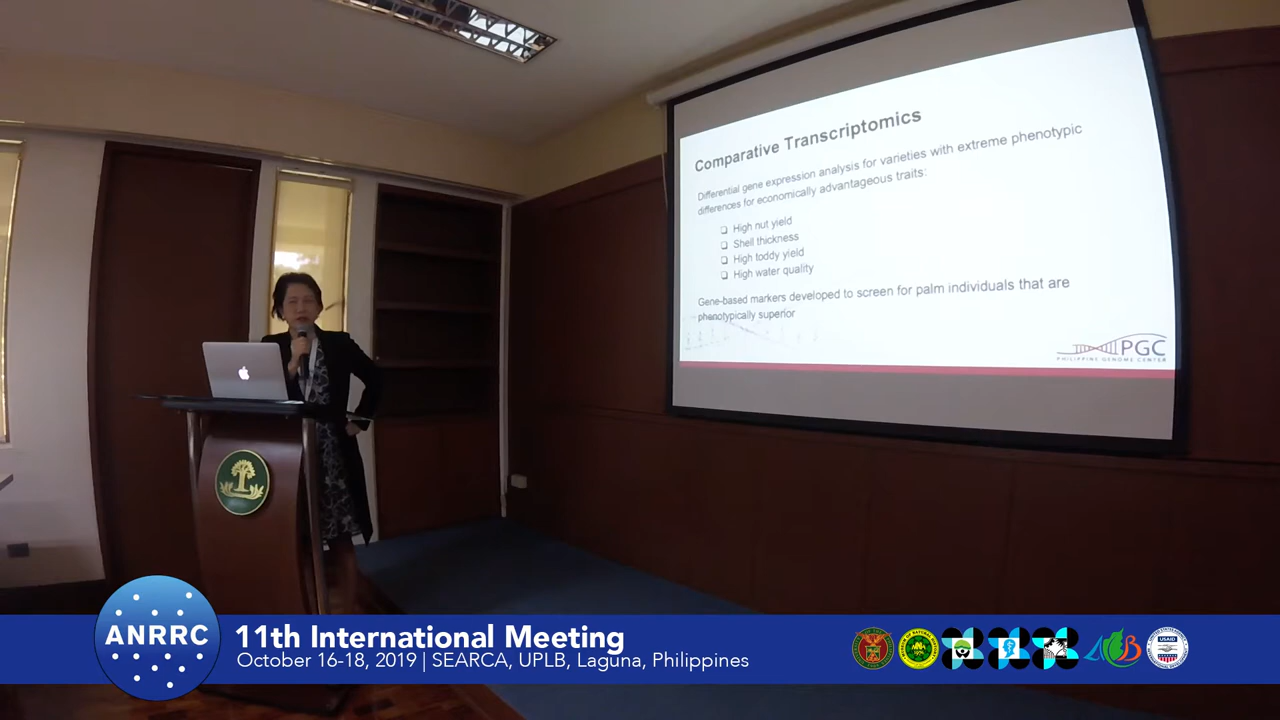 Comparative Transcriptomics
Differential gene expression analysis for varieties with extreme phenotypic
differences for economically advantageous traits:
High nut yield
Shell thickness
High toddy yield
High water quality
Gene-based markers developed to screen for palm individuals that are
phenotypically superior
PGC
PHILIPPINE GENOME CENTER
ANRRC
11th International Meeting
October 16-18, 2019 | SEARCA, UPLB, Laguna, Philippines
USAID